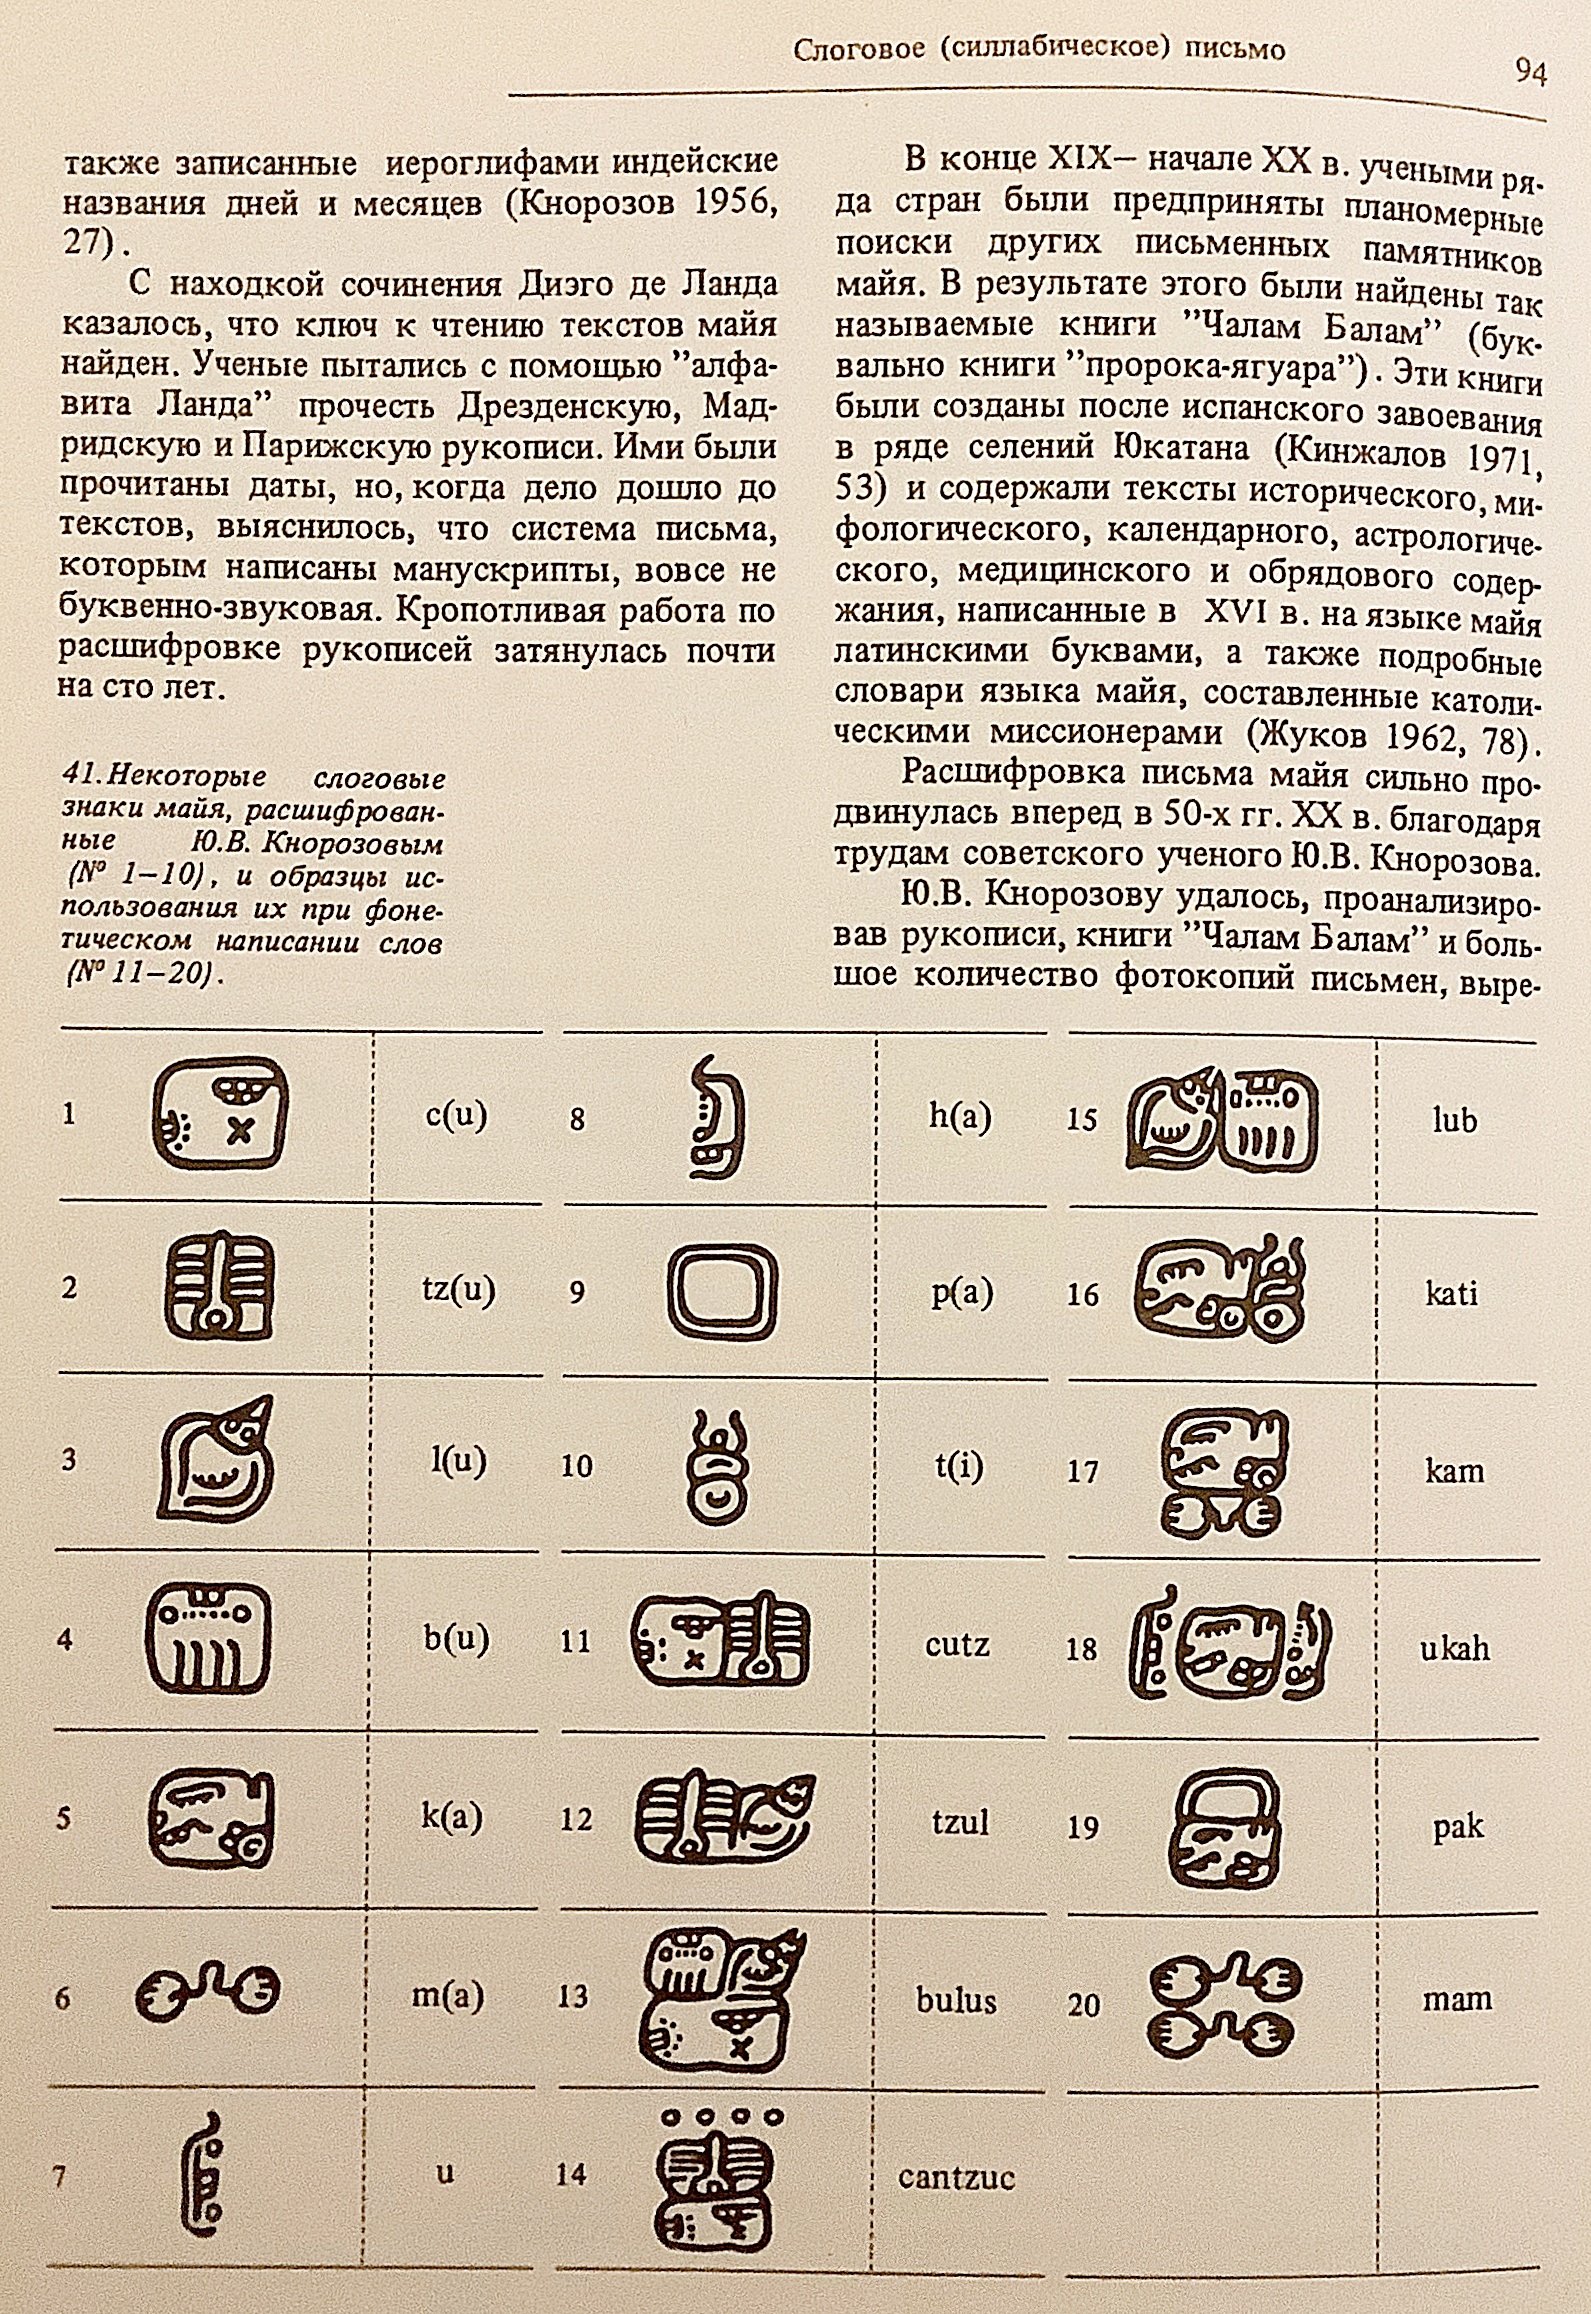 Слоговое (силлабическое) письмо
94
также записанные иероглифами индейские
названия дней и месяцев (Кнорозов 1956,
27).
С находкой сочинения Диэго де Ланда
казалось, что ключ к чтению текстов майя
найден. Ученые пытались с помощью ”алфа-
вита Ланда” прочесть Дрезденскую, Мад-
ридскую и Парижскую рукописи. Ими были
прочитаны даты, но, когда дело дошло до
текстов, выяснилось, что система письма,
которым написаны манускрипты, вовсе не
буквенно-звуковая. Кропотливая работа по
расшифровке рукописей затянулась почти
на сто лет.
41. Некоторые слоговые
знаки майя, расшифрован-
ные Ю.В. Кнорозовым
(№ 1–10), и образцы ис-
пользования их при фоне-
тическом написании слов
(№ 11–20).
В конце XIX– начале XX в. учеными ря-
да стран были предприняты планомерные
поиски других письменных памятников
майя. В результате этого были найдены так
называемые книги ”Чалам Балам” (бук-
вально книги ”пророка-ягуара”). Эти книги
были созданы после испанского завоевания
в ряде селений Юкатана (Кинжалов 1971,
53) и содержали тексты исторического, ми-
фологического, календарного, астрологиче-
ского, медицинского и обрядового содер-
жания, написанные в XVI в. на языке майя
латинскими буквами, а также подробные
словари языка майя, составленные католи-
ческими миссионерами (Жуков 1962, 78).
Расшифровка письма майя сильно про-
двинулась вперед в 50-х гг. XX в. благодаря
трудам советского ученого Ю.В. Кнорозова.
Ю.В. Кнорозову удалось, проанализиро-
вав рукописи, книги ”Чалам Балам” и боль-
шое количество фотокопий письмен, выре-
1 c(u) 8 h(a) 15 lub
2 tz(u) 9 p(a) 16 kati
3 l(u) 10 t(i) 17 kam
4 b(u) 11 cutz 18 ukah
5 k(a) 12 tzul 19 pak
6 m(a) 13 bulus 20 mam
7 u 14 cantzuc